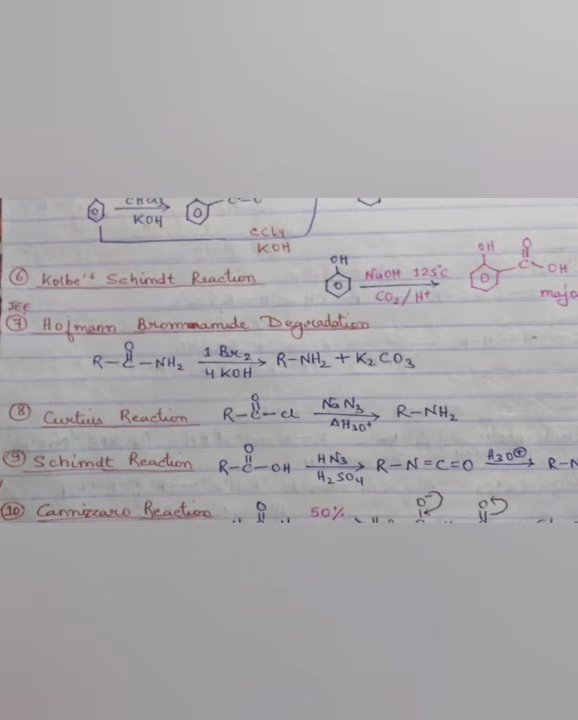 CHCl3
KOH
CCl4
KOH
⑥ Kolbe's Schimdt Reaction OH NaOH 125°C CO2/H+ OH O C OH major
JEE
⑦ Hofmann Bromoramide Degradation
R-C(=O)-NH2 1 Br2 / 4 KOH → R-NH2 + K2CO3
⑧ Curtius Reaction R-C(=O)-Cl NaN3 / ΔH3O+ → R-NH2
⑨ Schimdt Reaction R-C(=O)-OH HN3 / H2SO4 → R-N=C=O H3O⊕ → R-N
⑩ Cannizzaro Reaction O 50% O- O